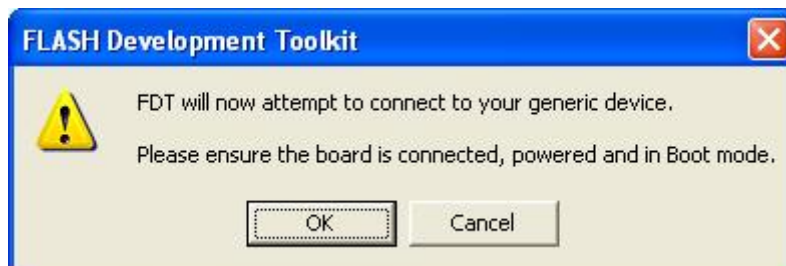 FLASH Development Toolkit
FDT will now attempt to connect to your generic device.
Please ensure the board is connected, powered and in Boot mode.
OK
Cancel